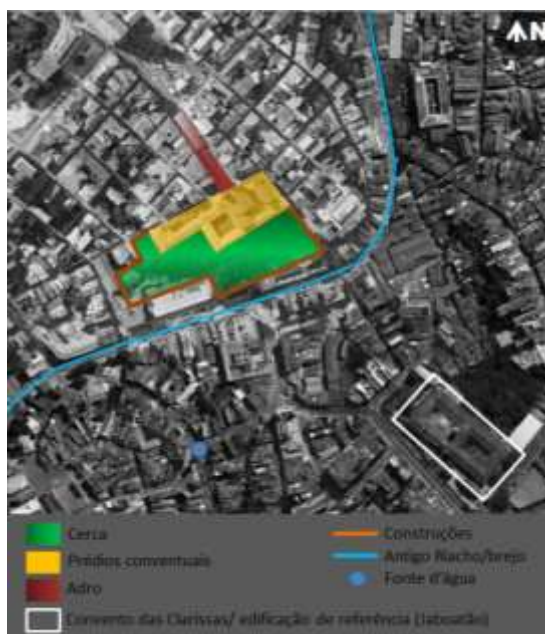 N
Cerca
Construções
Prédios conventuais
Antigo Riacho/brejo
Adro
Fonte d'água
Convento das Clarissas/ edificação de referência (Jaboatão)